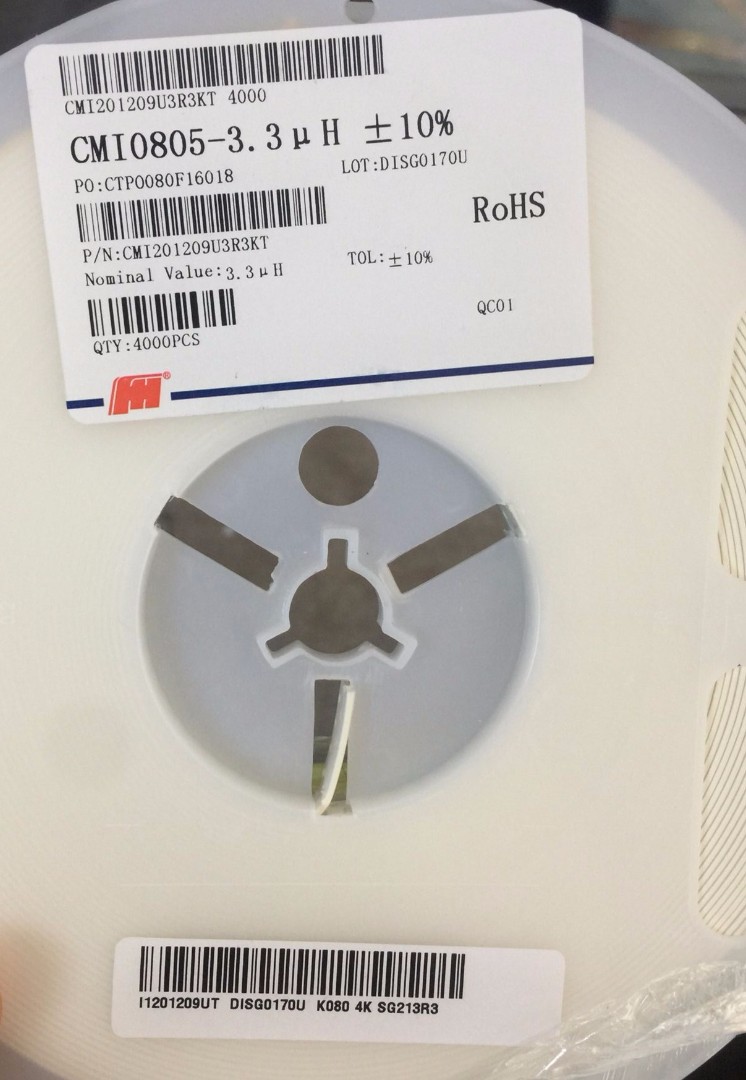 CMI201209U3R3KT 4000
CMI0805-3.3μH ±10%
PO:CTP0080F16018 LOT:DISG0170U
RoHS
P/N:CMI201209U3R3KT
Nominal Value:3.3μH TOL:±10%
QC01
QTY:4000PCS
®
I1201209UT DISG0170U K080 4K SG213R3